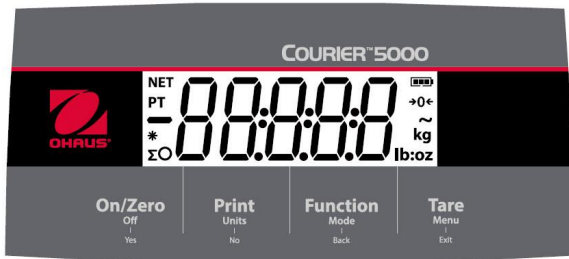 COURIER™5000
NET
PT
*
ΣO
88:8:8:8
→0←
~
kg
lb:oz
OHAUS®
On/Zero
Off
Yes
Print
Units
No
Function
Mode
Back
Tare
Menu
Exit